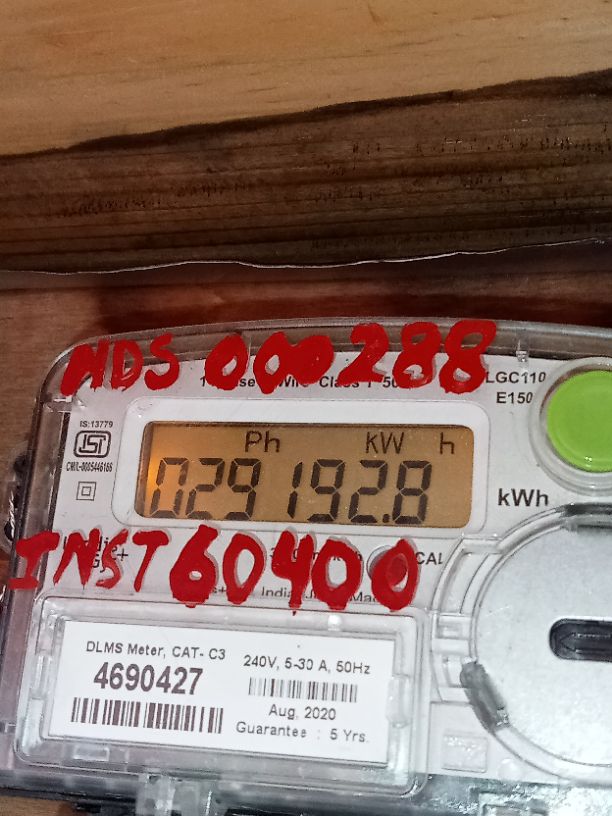 NDS 000288
LGC110
E150
IS:13779
ISI
Ph kW h
029192.8
kWh
INST 60400
CAL
DLMS Meter, CAT- C3
4690427
240V, 5-30 A, 50Hz
Aug, 2020
Guarantee : 5 Yrs.